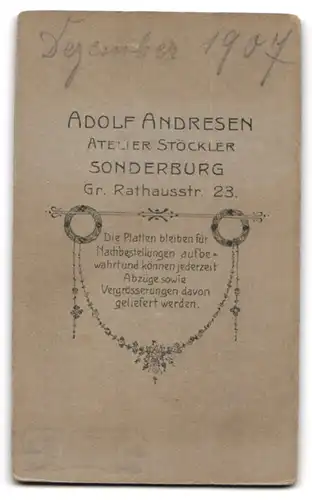 Dezember 1907
ADOLF ANDRESEN
ATELIER STÖCKLER
SONDERBURG
Gr. Rathausstr. 23.
Die Platten bleiben für
Nachbestellungen aufbe-
wahrt und können jederzeit
Abzüge sowie
Vergrösserungen davon
geliefert werden.